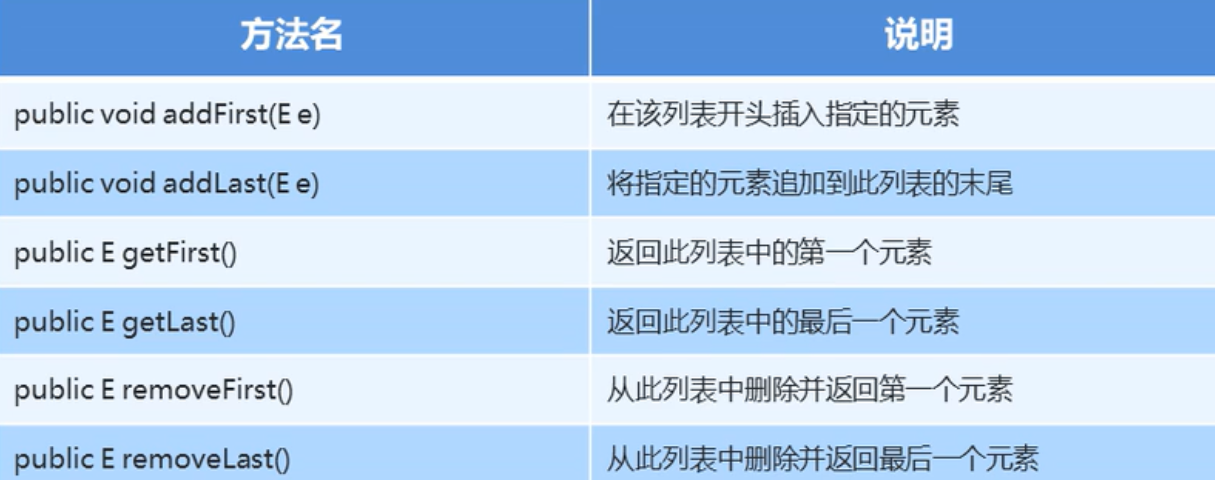 方法名 说明
public void addFirst(E e) 在该列表开头插入指定的元素
public void addLast(E e) 将指定的元素追加到此列表的末尾
public E getFirst() 返回此列表中的第一个元素
public E getLast() 返回此列表中的最后一个元素
public E removeFirst() 从此列表中删除并返回第一个元素
public E removeLast() 从此列表中删除并返回最后一个元素